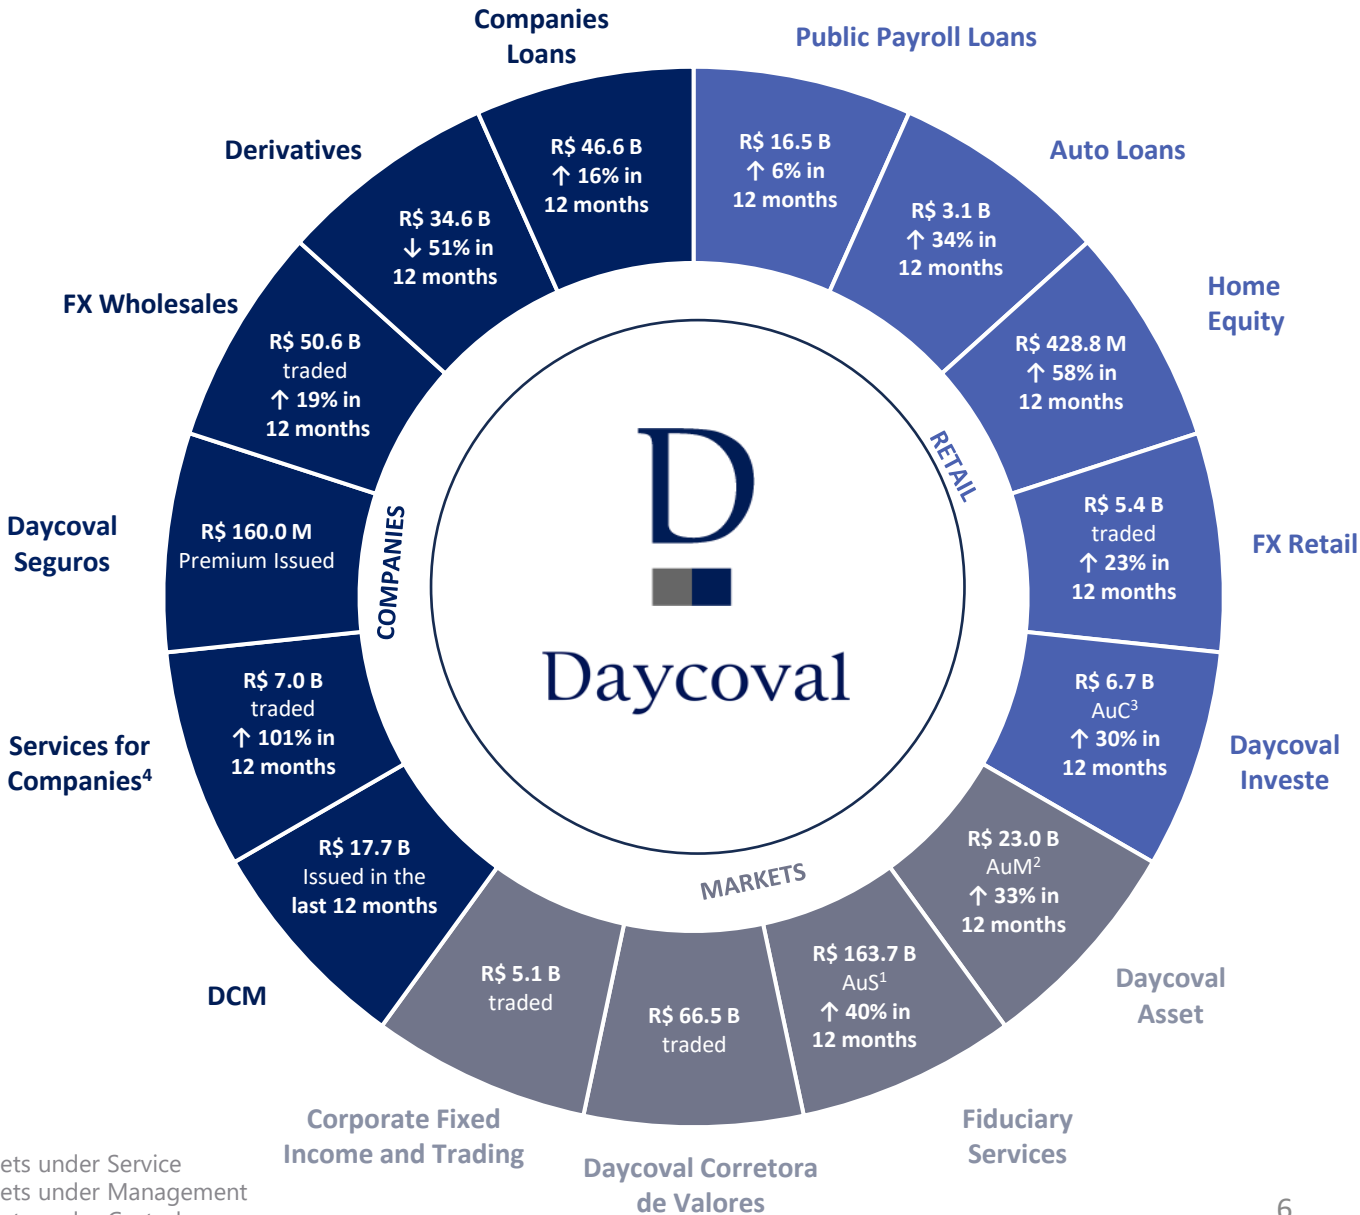 Companies
Loans
R$ 46.6 B
↑ 16% in
12 months
Public Payroll Loans
R$ 16.5 B
↑ 6% in
12 months
Auto Loans
R$ 3.1 B
↑ 34% in
12 months
Home
Equity
R$ 428.8 M
↑ 58% in
12 months
FX Retail
R$ 5.4 B
traded
↑ 23% in
12 months
Daycoval
Investe
R$ 6.7 B
AuC³
↑ 30% in
12 months
Daycoval
Asset
R$ 23.0 B
AuM²
↑ 33% in
12 months
Fiduciary
Services
R$ 163.7 B
AuS¹
↑ 40% in
12 months
Daycoval Corretora
de Valores
R$ 66.5 B
traded
Corporate Fixed
Income and Trading
R$ 5.1 B
traded
DCM
R$ 17.7 B
Issued in the
last 12 months
Services for
Companies⁴
R$ 7.0 B
traded
↑ 101% in
12 months
Daycoval
Seguros
R$ 160.0 M
Premium Issued
FX Wholesales
R$ 50.6 B
traded
↑ 19% in
12 months
Derivatives
R$ 34.6 B
↓ 51% in
12 months
COMPANIES
RETAIL
MARKETS
D
Daycoval
ets under Service
ets under Management
6